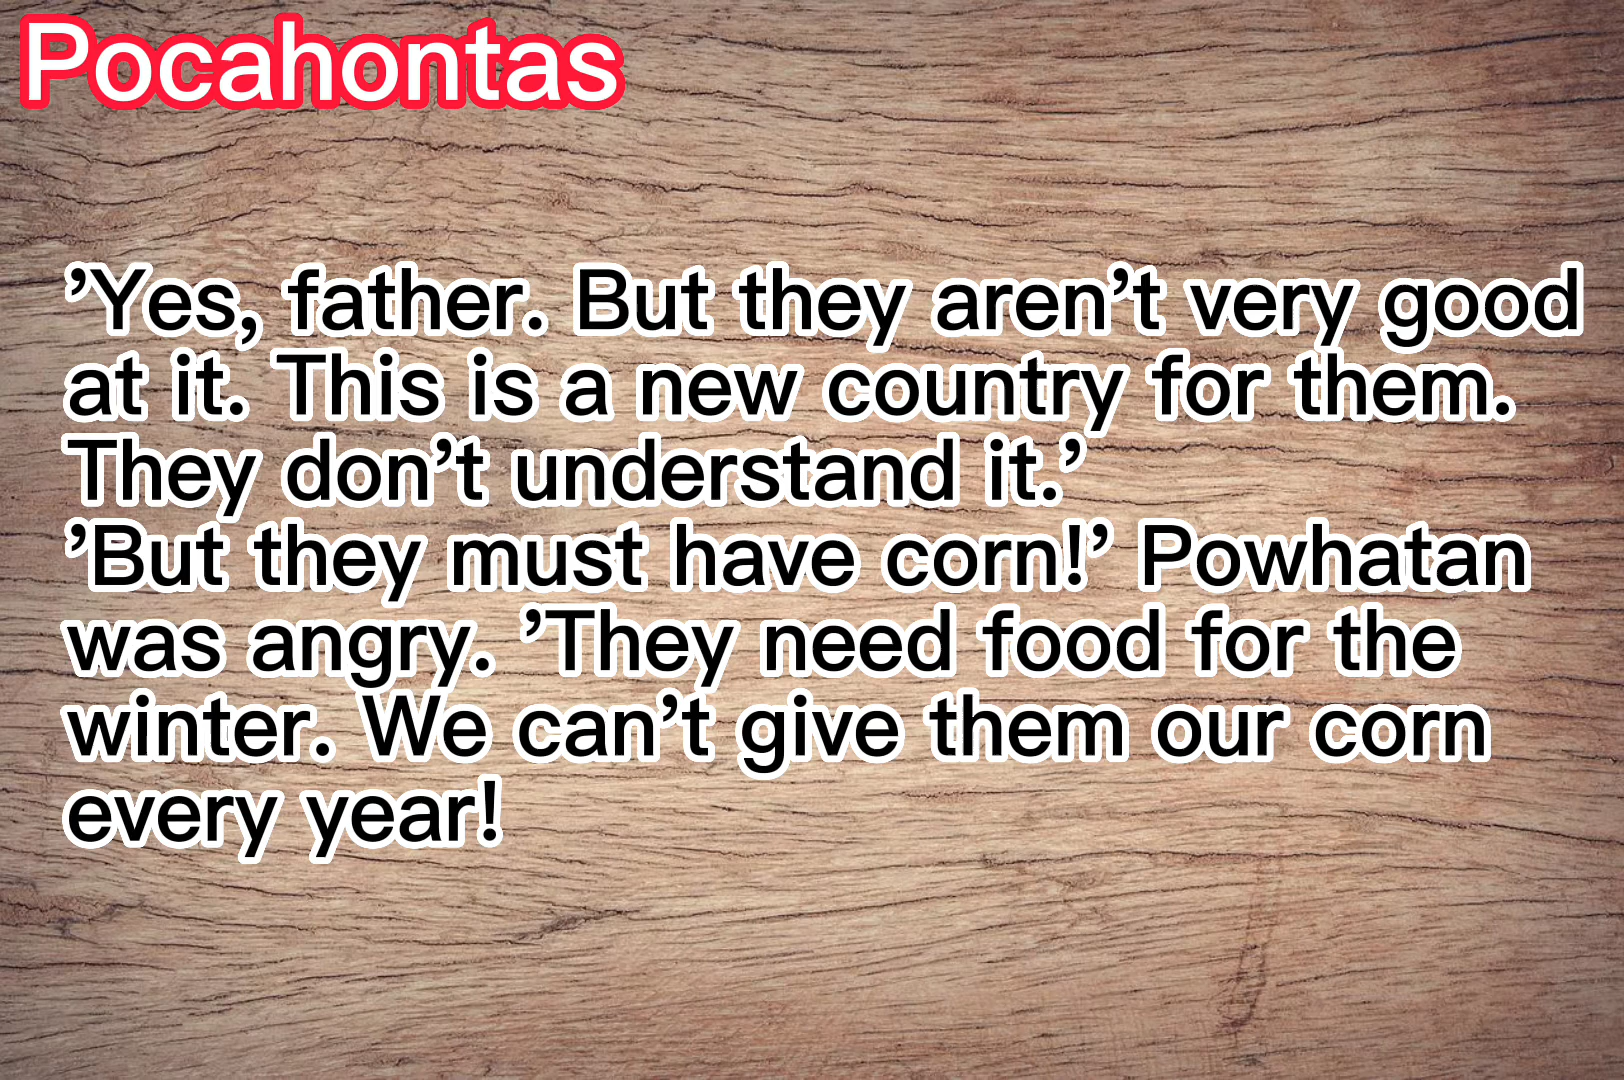 Pocahontas
’Yes, father. But they aren’t very good
at it. This is a new country for them.
They don’t understand it.’
’But they must have corn!’ Powhatan
was angry. ’They need food for the
winter. We can’t give them our corn
every year!